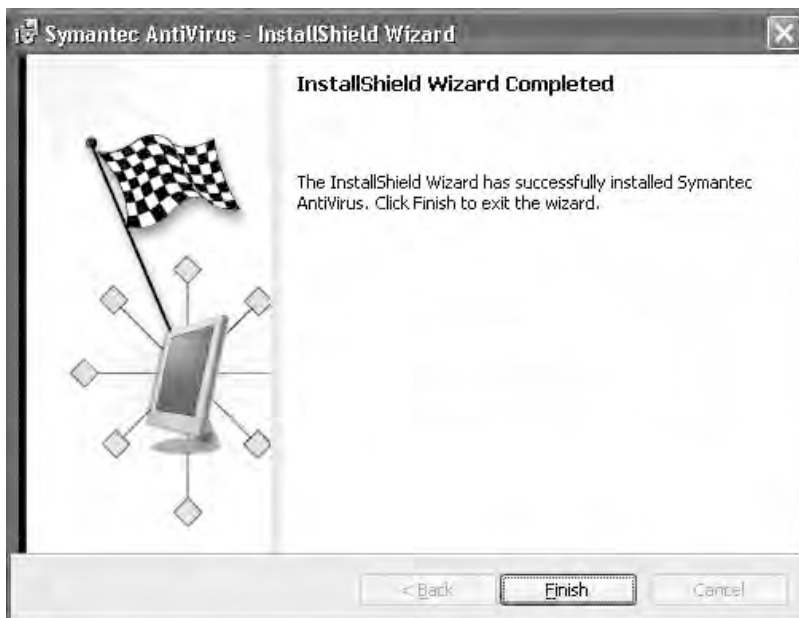 Symantec AntiVirus - InstallShield Wizard
InstallShield Wizard Completed
The InstallShield Wizard has successfully installed Symantec
AntiVirus. Click Finish to exit the wizard.
< Back
Finish
Cancel